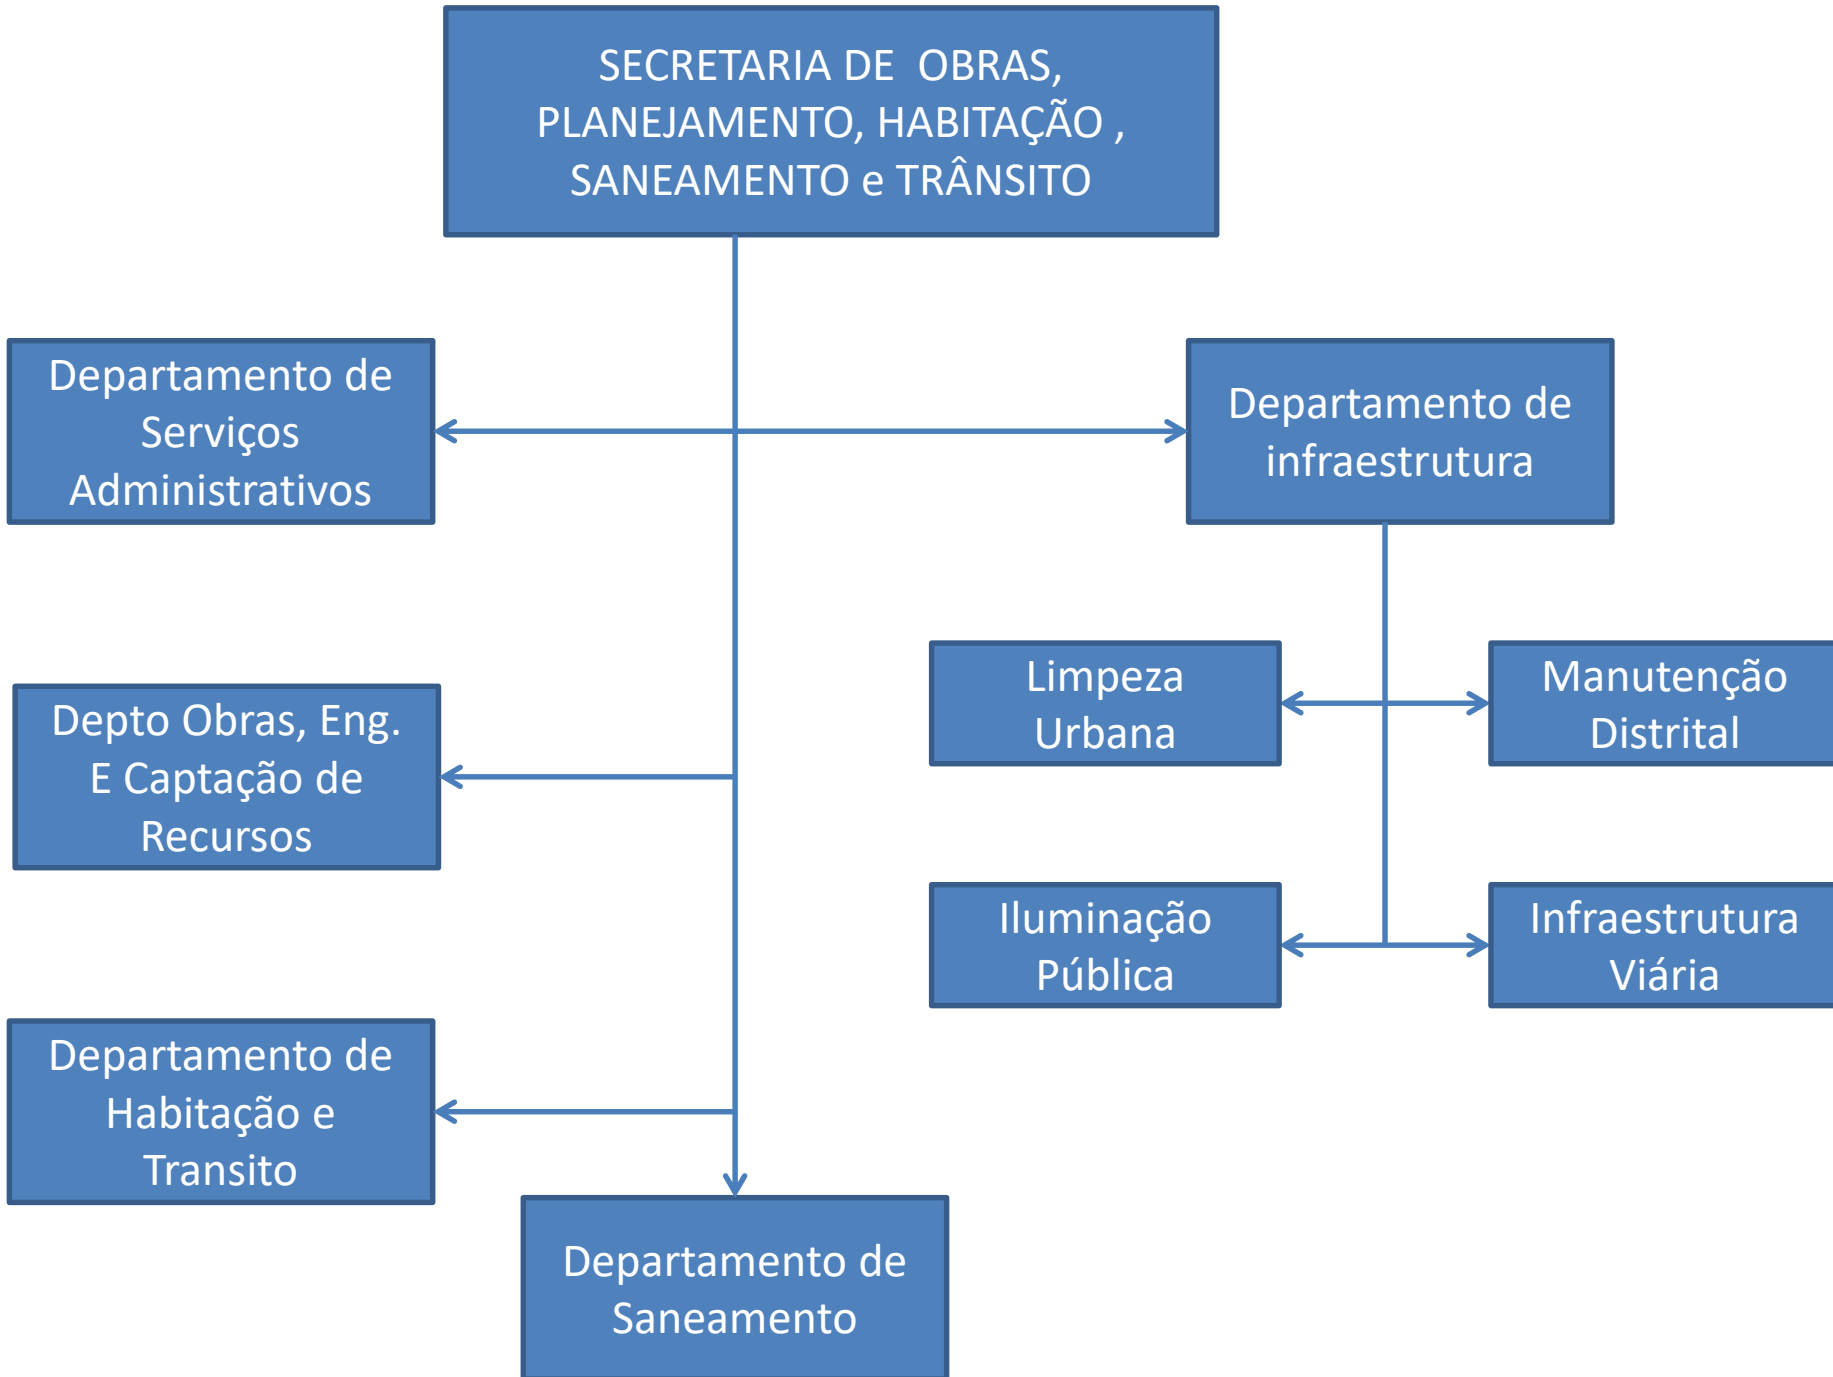 SECRETARIA DE  OBRAS,
PLANEJAMENTO, HABITAÇÃO ,
SANEAMENTO e TRÂNSITO
Departamento de
Serviços
Administrativos
Departamento de
infraestrutura
Limpeza
Urbana
Manutenção
Distrital
Depto Obras, Eng.
E Captação de
Recursos
Iluminação
Pública
Infraestrutura
Viária
Departamento de
Habitação e
Transito
Departamento de
Saneamento